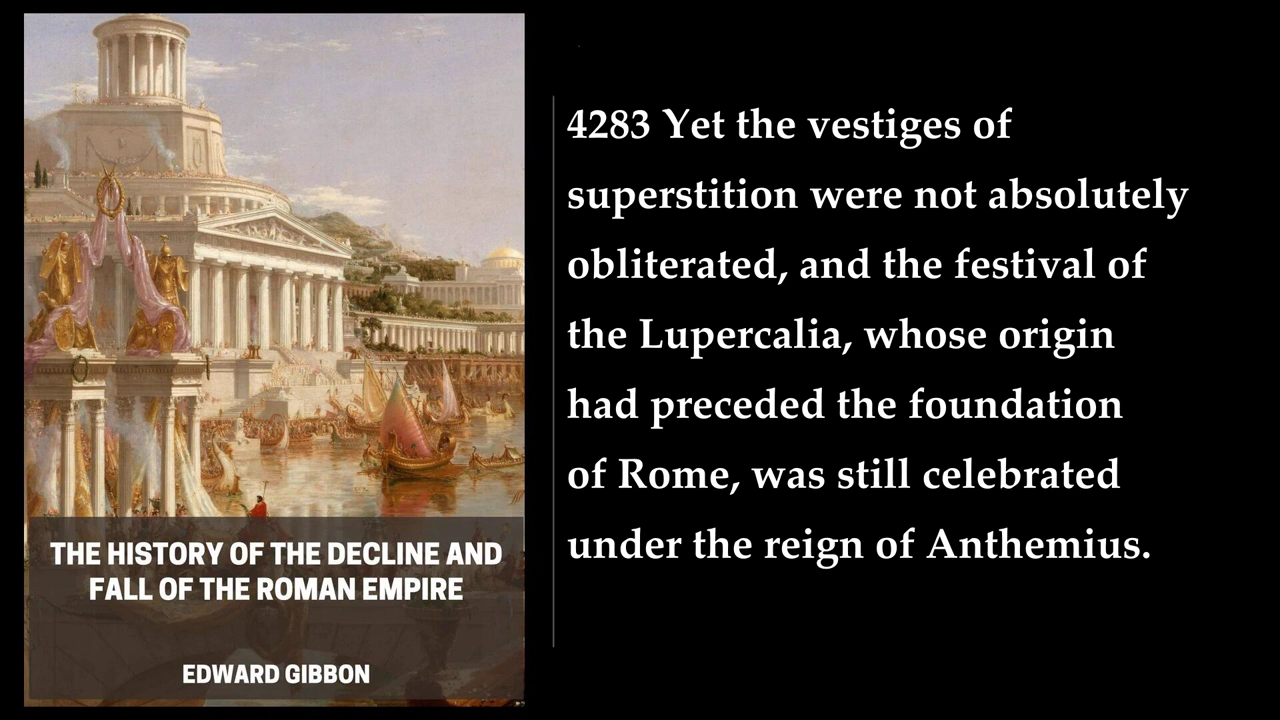 THE HISTORY OF THE DECLINE AND
FALL OF THE ROMAN EMPIRE
EDWARD GIBBON
4283 Yet the vestiges of
superstition were not absolutely
obliterated, and the festival of
the Lupercalia, whose origin
had preceded the foundation
of Rome, was still celebrated
under the reign of Anthemius.